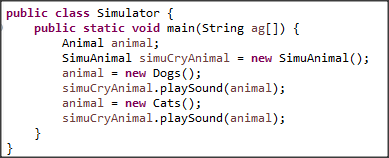 public class Simulator {
    public static void main(String ag[]) {
        Animal animal;
        SimuAnimal simuCryAnimal = new SimuAnimal();
        animal = new Dogs();
        simuCryAnimal.playSound(animal);
        animal = new Cats();
        simuCryAnimal.playSound(animal);
    }
}